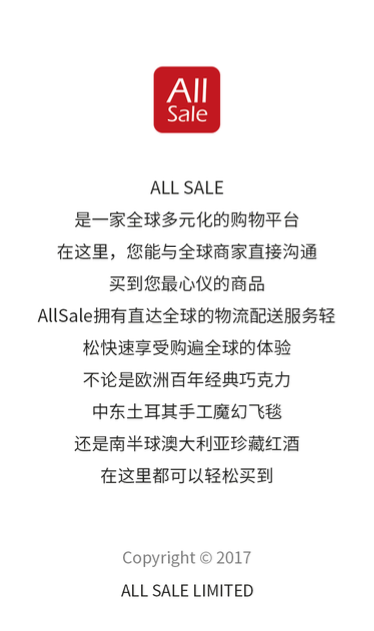 All
Sale
ALL SALE
是一家全球多元化的购物平台
在这里，您能与全球商家直接沟通
买到您最心仪的商品
AllSale拥有直达全球的物流配送服务轻
松快速享受购遍全球的体验
不论是欧洲百年经典巧克力
中东土耳其手工魔幻飞毯
还是南半球澳大利亚珍藏红酒
在这里都可以轻松买到
Copyright © 2017
ALL SALE LIMITED